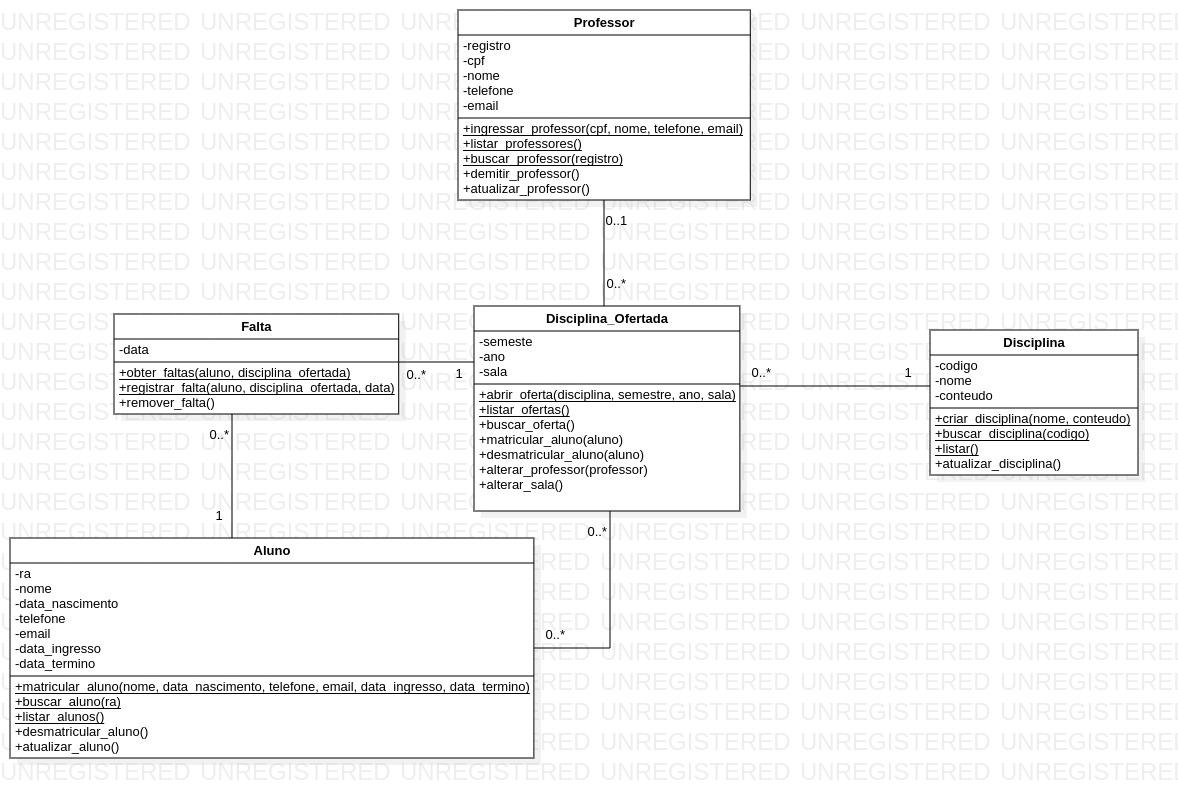 Professor
-registro
-cpf
-nome
-telefone
-email
+ingressar_professor(cpf, nome, telefone, email)
+listar_professores()
+buscar_professor(registro)
+demitir_professor()
+atualizar_professor()
0..1
0..*
Falta
-data
+obter_faltas(aluno, disciplina_ofertada)
+registrar_falta(aluno, disciplina_ofertada, data)
+remover_falta()
0..*
1
Disciplina_Ofertada
-semeste
-ano
-sala
+abrir_oferta(disciplina, semestre, ano, sala)
+listar_ofertas()
+buscar_oferta()
+matricular_aluno(aluno)
+desmatricular_aluno(aluno)
+alterar_professor(professor)
+alterar_sala()
0..*
1
Disciplina
-codigo
-nome
-conteudo
+criar_disciplina(nome, conteudo)
+buscar_disciplina(codigo)
+listar()
+atualizar_disciplina()
0..*
1
0..*
0..*
Aluno
-ra
-nome
-data_nascimento
-telefone
-email
-data_ingresso
-data_termino
+matricular_aluno(nome, data_nascimento, telefone, email, data_ingresso, data_termino)
+buscar_aluno(ra)
+listar_alunos()
+desmatricular_aluno()
+atualizar_aluno()
UNREGISTERED UNREGISTERED UNREGISTERED UNREGISTERED UNREGISTERED UNREGISTERED